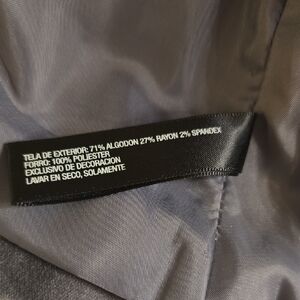 TELA DE EXTERIOR: 71% ALGODON 27% RAYON 2% SPANDEX
FORRO: 100% POLIESTER
EXCLUSIVO DE DECORACION
LAVAR EN SECO, SOLAMENTE